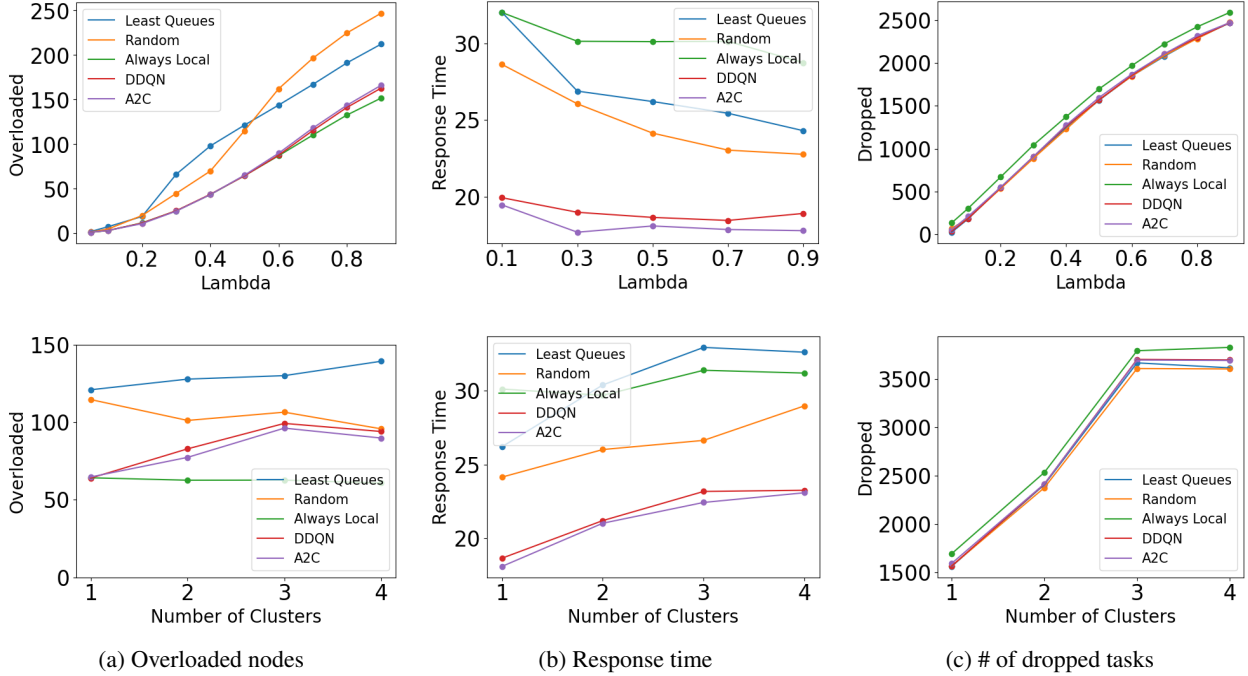 250
200
150
100
50
0
Overloaded
Least Queues
Random
Always Local
DDQN
A2C
0.2 0.4 0.6 0.8
Lambda
30
25
20
Response Time
Least Queues
Random
Always Local
DDQN
A2C
0.1 0.3 0.5 0.7 0.9
Lambda
2500
2000
1500
1000
500
0
Dropped
Least Queues
Random
Always Local
DDQN
A2C
0.2 0.4 0.6 0.8
Lambda
150
100
50
0
Overloaded
Least Queues
Random
Always Local
DDQN
A2C
1 2 3 4
Number of Clusters
30
25
20
Response Time
Least Queues
Random
Always Local
DDQN
A2C
1 2 3 4
Number of Clusters
3500
3000
2500
2000
1500
Dropped
Least Queues
Random
Always Local
DDQN
A2C
1 2 3 4
Number of Clusters
(a) Overloaded nodes
(b) Response time
(c) # of dropped tasks